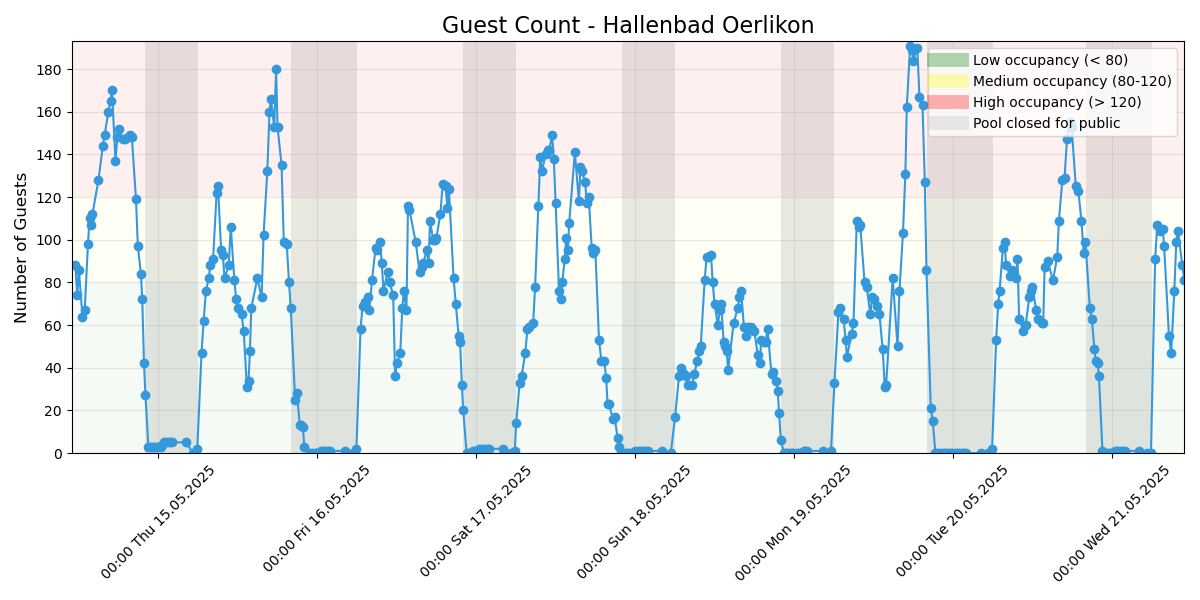 Guest Count - Hallenbad Oerlikon
Number of Guests
180
160
140
120
100
80
60
40
20
0
Low occupancy (< 80)
Medium occupancy (80-120)
High occupancy (> 120)
Pool closed for public
00:00 Thu 15.05.2025
00:00 Fri 16.05.2025
00:00 Sat 17.05.2025
00:00 Sun 18.05.2025
00:00 Mon 19.05.2025
00:00 Tue 20.05.2025
00:00 Wed 21.05.2025